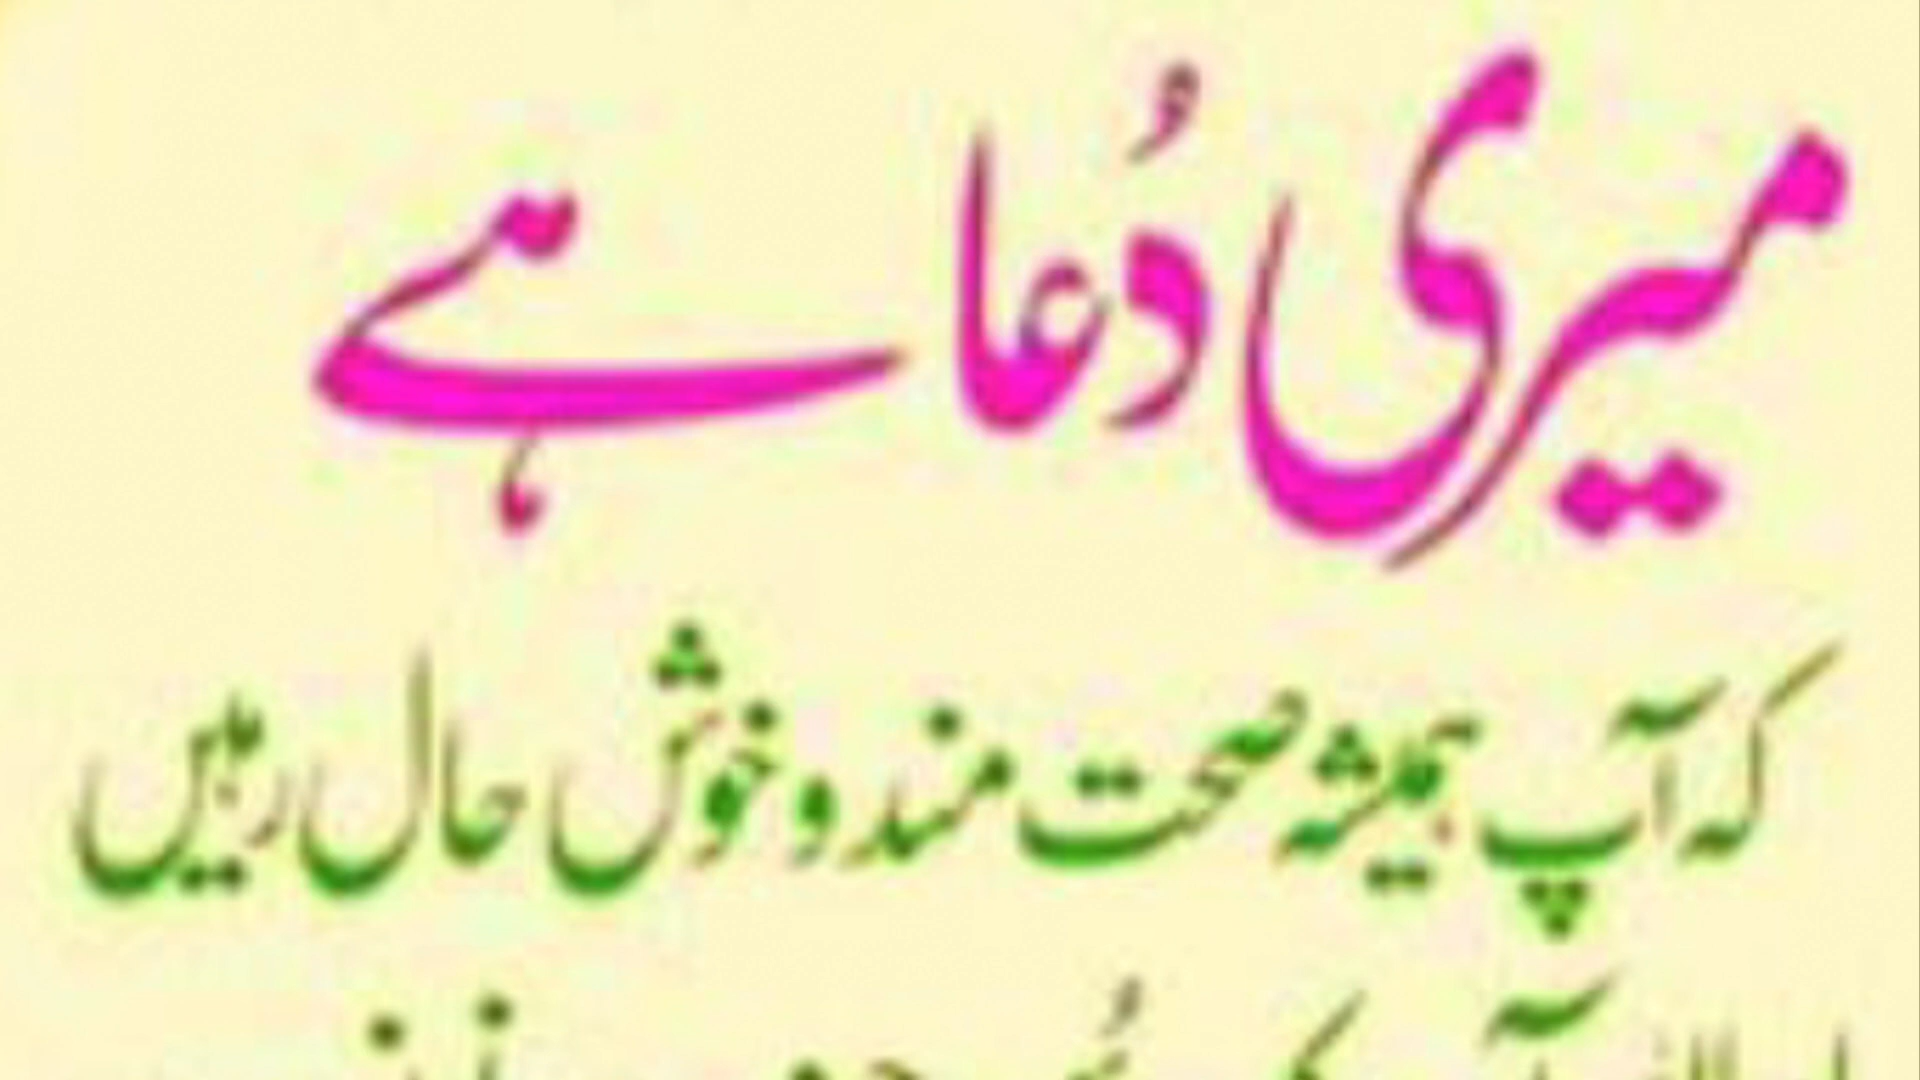 میری دُعا ہے
کہ آپ ہمیشہ صحت مند و خوش حال رہیں